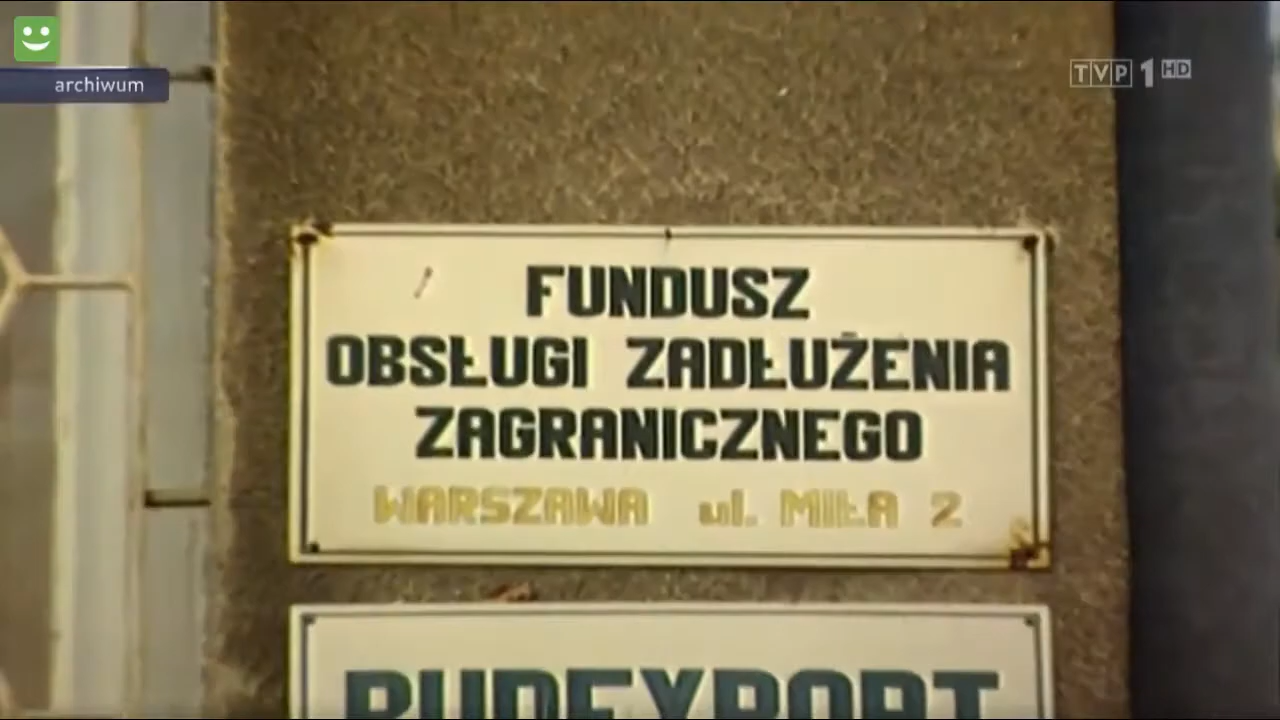 archiwum
TVP 1 HD
FUNDUSZ
OBSŁUGI ZADŁUŻENIA
ZAGRANICZNEGO
WARSZAWA ul. MIŁA 2